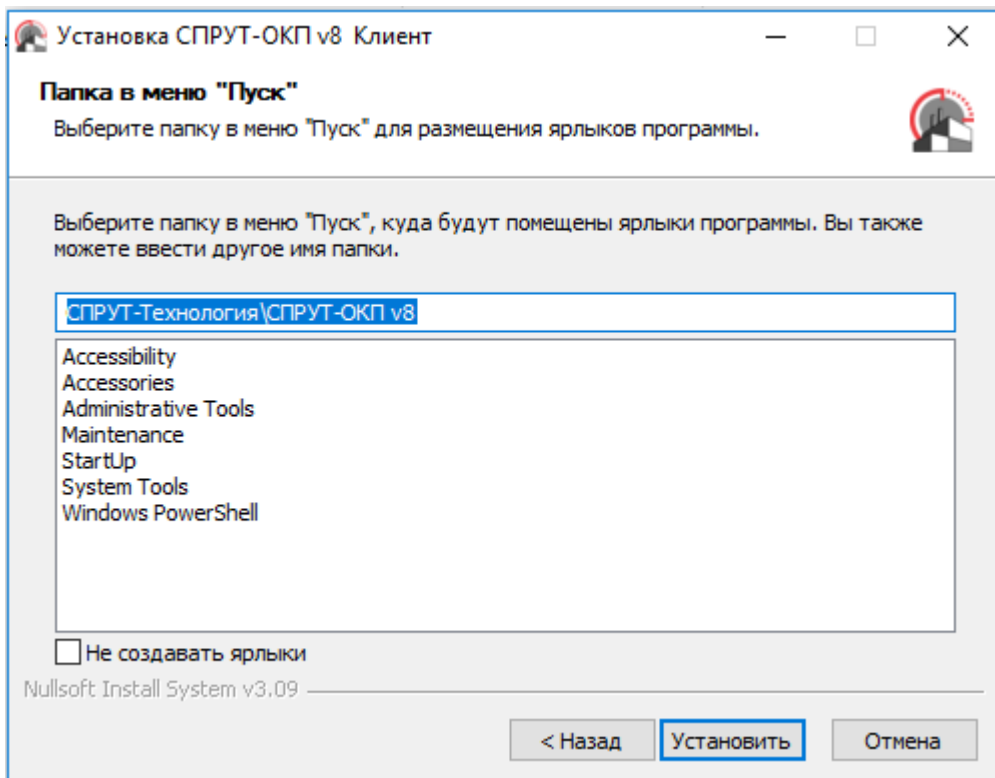 Установка СПРУТ-ОКП v8 Клиент
Папка в меню "Пуск"
Выберите папку в меню "Пуск" для размещения ярлыков программы.
Выберите папку в меню "Пуск", куда будут помещены ярлыки программы. Вы также
можете ввести другое имя папки.
СПРУТ-Технология\СПРУТ-ОКП v8
Accessibility
Accessories
Administrative Tools
Maintenance
StartUp
System Tools
Windows PowerShell
Не создавать ярлыки
Nullsoft Install System v3.09
< Назад
Установить
Отмена